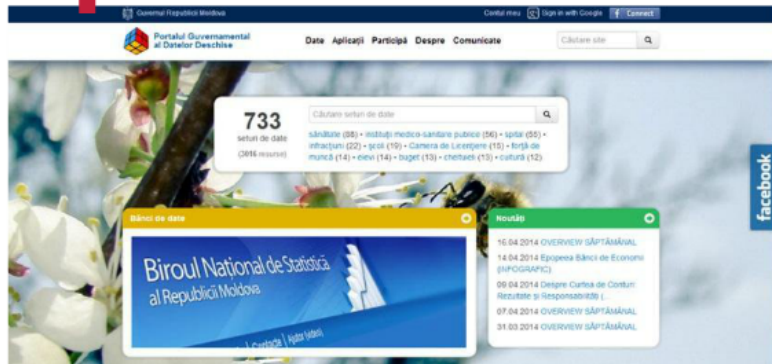 Guvernul Republicii Moldova
Contul meu Sign in with Google Connect
Portalul Guvernamental
al Datelor Deschise
Date Aplicații Participă Despre Comunicate
Căutare site
733
seturi de date
(3016 resurse)
Căutare seturi de date
sănătate (88) • instituții medico-sanitare publice (56) • spital (55) •
infracțiuni (22) • școli (19) • Camera de Licențiere (15) • forță de
muncă (14) • elevi (14) • buget (13) • cheltuieli (13) • cultură (12)
facebook
Bănci de date
Biroul Național de Statistică
al Republicii Moldova
Contacte | Ajutor (video)
Noutăți
16.04.2014 OVERVIEW SĂPTĂMÂNAL
14.04.2014 Epopeea Băncii de Economii
(INFOGRAFIC)
09.04.2014 Despre Curtea de Conturi:
Rezultate și Responsabilități (...
07.04.2014 OVERVIEW SĂPTĂMÂNAL
31.03.2014 OVERVIEW SĂPTĂMÂNAL